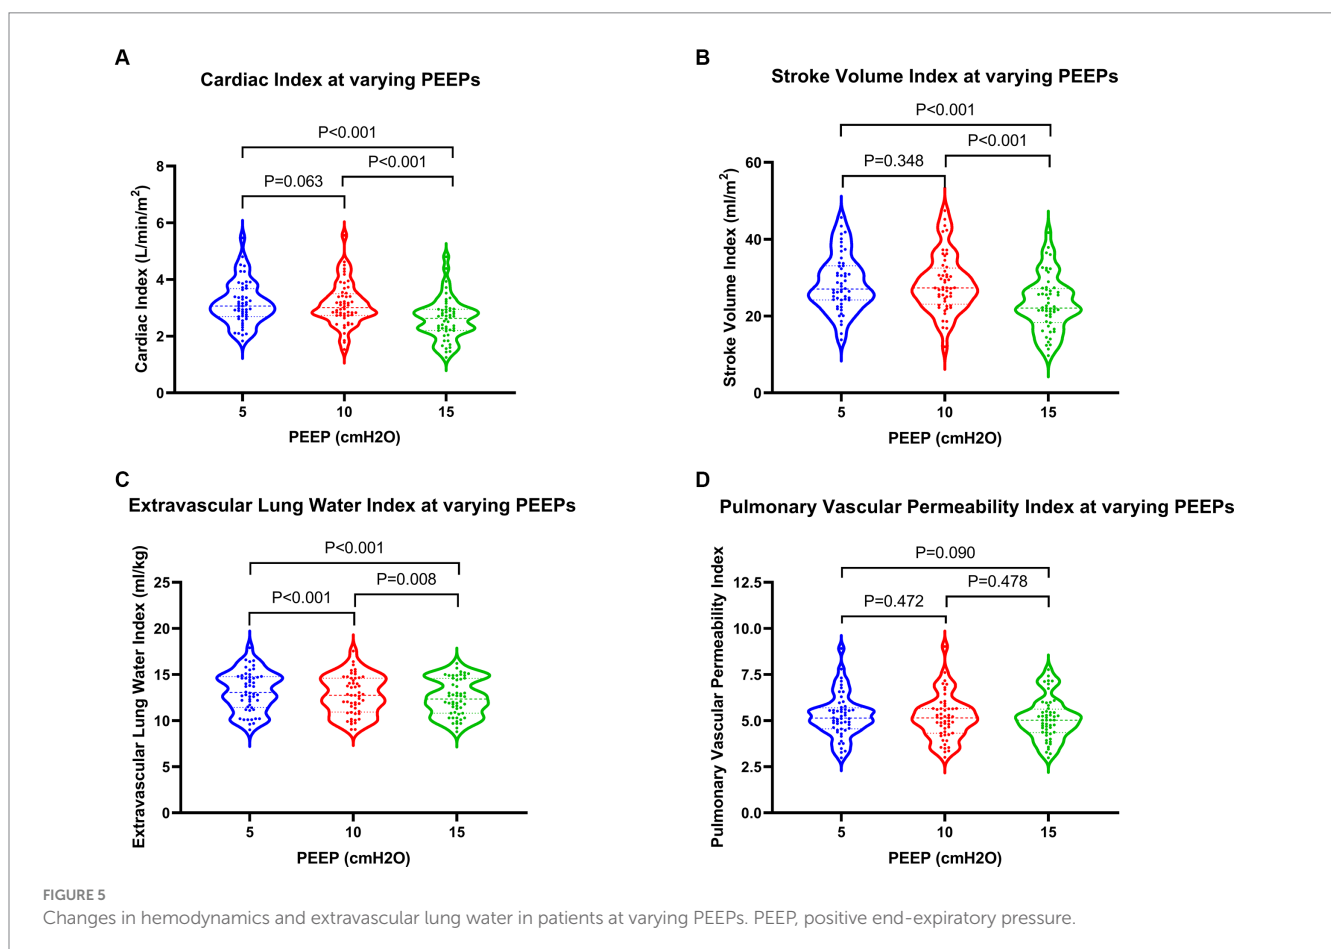 A
Cardiac Index at varying PEEPs
P<0.001
P<0.001
P=0.063
Cardiac Index (L/min/m²)
8
6
4
2
0
5 10 15
PEEP (cmH2O)
B
Stroke Volume Index at varying PEEPs
P<0.001
P<0.001
P=0.348
Stroke Volume Index (ml/m²)
60
40
20
0
5 10 15
PEEP (cmH2O)
C
Extravascular Lung Water Index at varying PEEPs
P<0.001
P=0.008
P<0.001
Extravascular Lung Water Index (ml/kg)
25
20
15
10
5
0
5 10 15
PEEP (cmH2O)
D
Pulmonary Vascular Permeability Index at varying PEEPs
P=0.090
P=0.478
P=0.472
Pulmonary Vascular Permeability Index
12.5
10.0
7.5
5.0
2.5
0.0
5 10 15
PEEP (cmH2O)
FIGURE 5
Changes in hemodynamics and extravascular lung water in patients at varying PEEPs. PEEP, positive end-expiratory pressure.